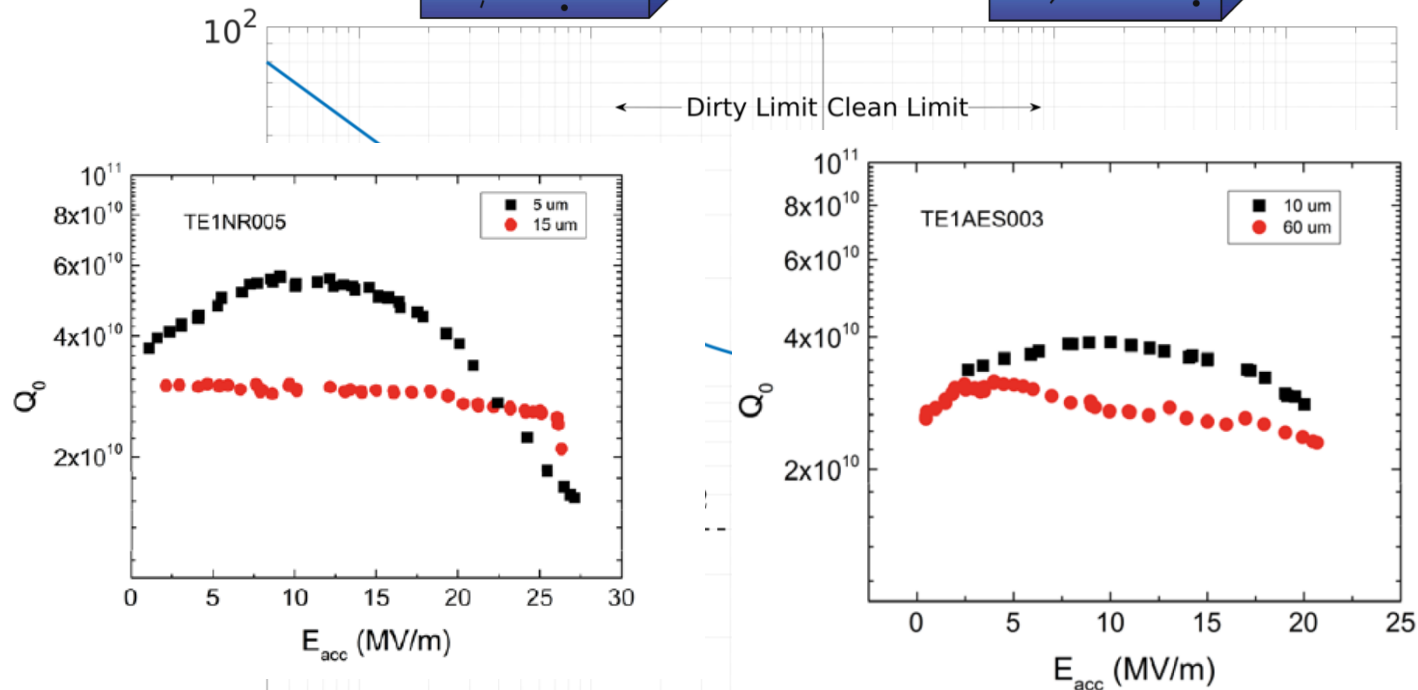 10²
Dirty Limit Clean Limit
10¹¹
8x10¹⁰
6x10¹⁰
4x10¹⁰
2x10¹⁰
Q₀
TE1NR005
5 um
15 um
0 5 10 15 20 25 30
E_acc (MV/m)
10¹¹
8x10¹⁰
6x10¹⁰
4x10¹⁰
2x10¹⁰
Q₀
TE1AES003
10 um
60 um
0 5 10 15 20 25
E_acc (MV/m)